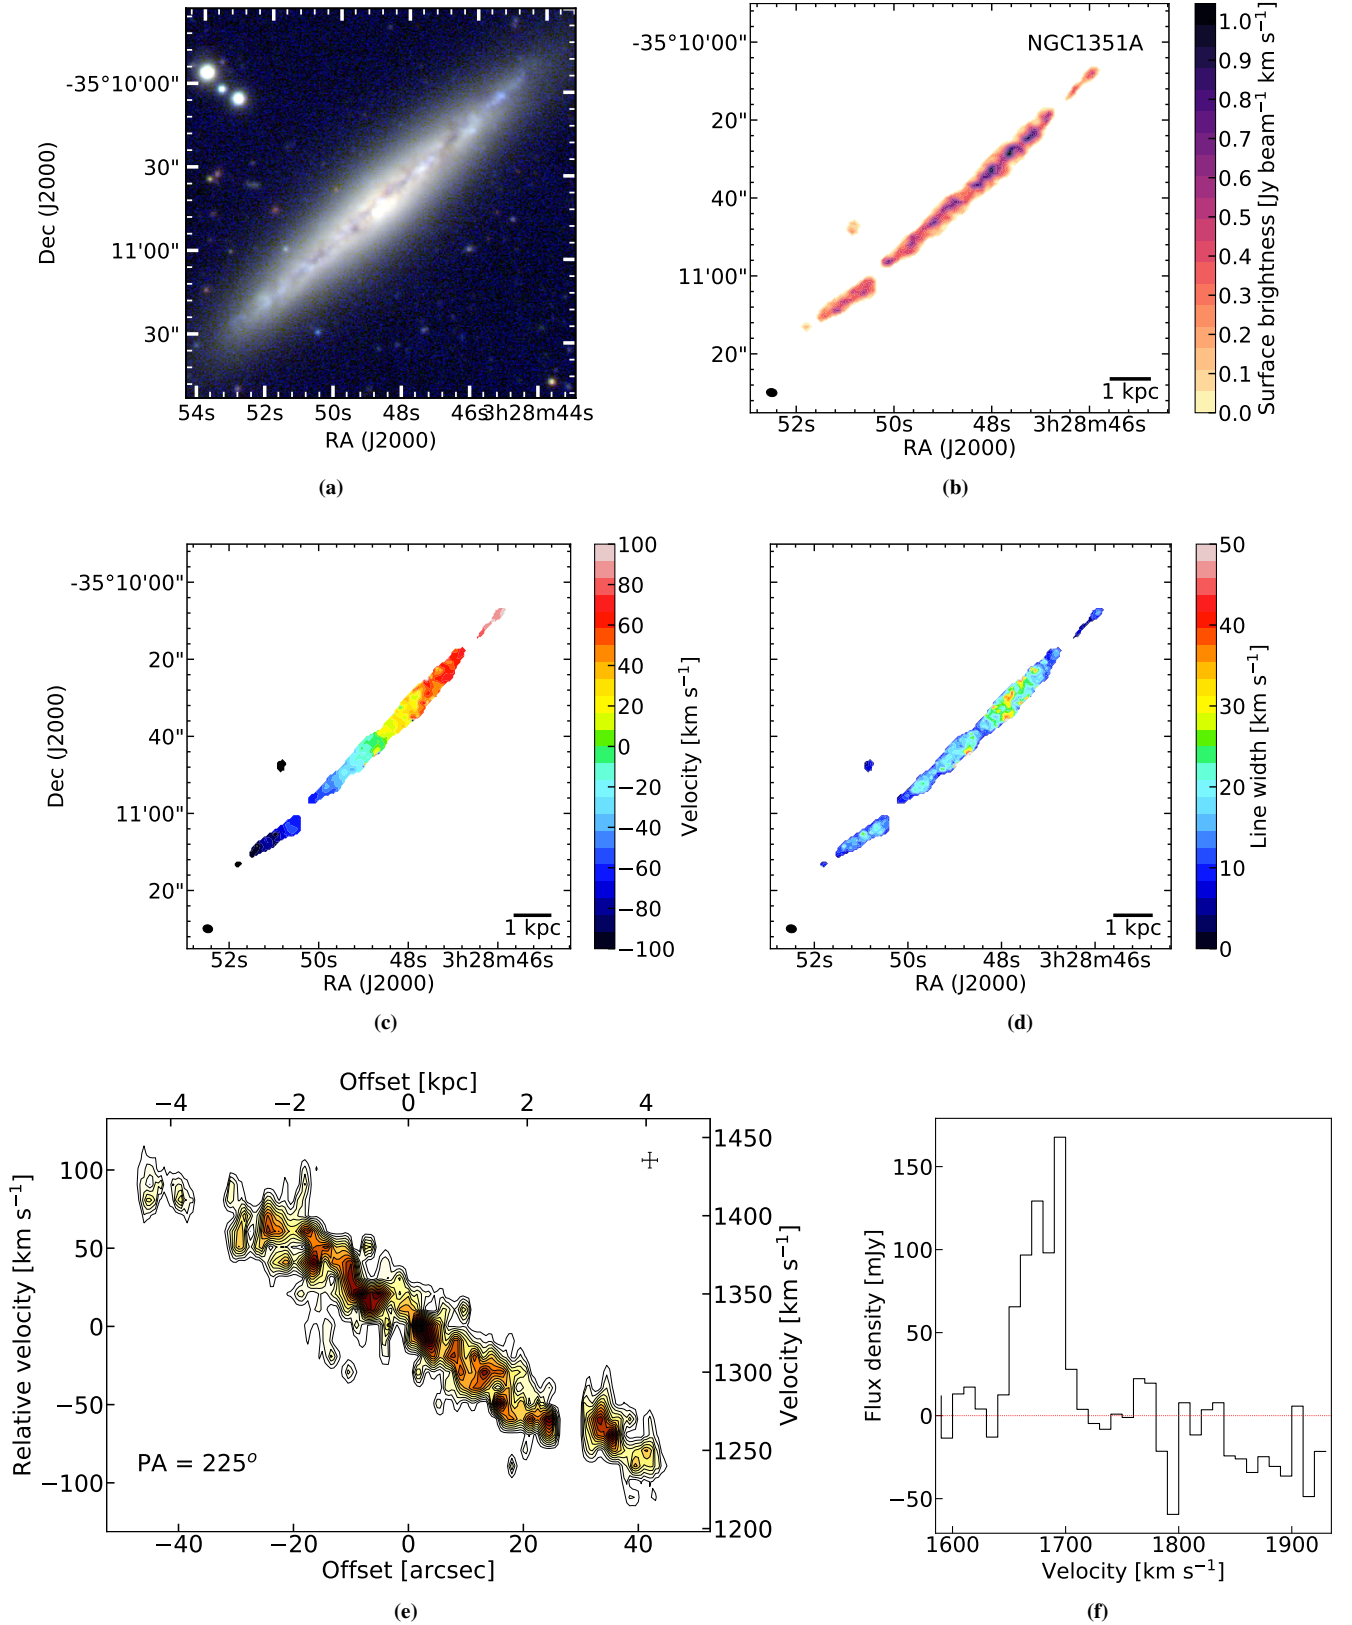 -35°10'00"
30"
11'00"
30"
Dec (J2000)
54s 52s 50s 48s 46s 3h28m44s
RA (J2000)
(a)
NGC1351A
-35°10'00"
20"
40"
11'00"
20"
1 kpc
52s 50s 48s 3h28m46s
RA (J2000)
1.0
0.9
0.8
0.7
0.6
0.5
0.4
0.3
0.2
0.1
0.0
Surface brightness [Jy beam⁻¹ km s⁻¹]
(b)
-35°10'00"
20"
40"
11'00"
20"
Dec (J2000)
1 kpc
52s 50s 48s 3h28m46s
RA (J2000)
100
80
60
40
20
0
−20
−40
−60
−80
−100
Velocity [km s⁻¹]
(c)
1 kpc
52s 50s 48s 3h28m46s
RA (J2000)
50
40
30
20
10
0
Line width [km s⁻¹]
(d)
Offset [kpc]
−4 −2 0 2 4
100
50
0
−50
−100
Relative velocity [km s⁻¹]
PA = 225°
1450
1400
1350
1300
1250
1200
Velocity [km s⁻¹]
−40 −20 0 20 40
Offset [arcsec]
(e)
150
100
50
0
−50
Flux density [mJy]
1600 1700 1800 1900
Velocity [km s⁻¹]
(f)